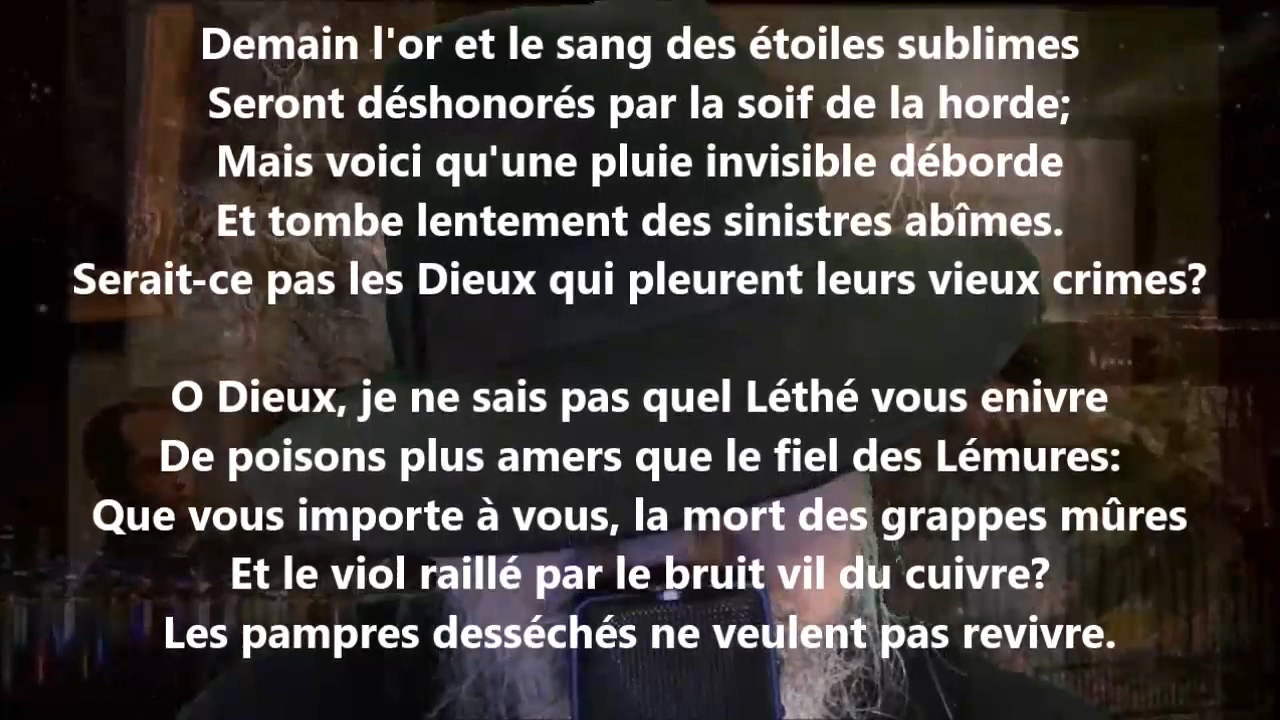 Demain l'or et le sang des étoiles sublimes
Seront déshonorés par la soif de la horde;
Mais voici qu'une pluie invisible déborde
Et tombe lentement des sinistres abîmes.
Serait-ce pas les Dieux qui pleurent leurs vieux crimes?
O Dieux, je ne sais pas quel Léthé vous enivre
De poisons plus amers que le fiel des Lémures:
Que vous importe à vous, la mort des grappes mûres
Et le viol raillé par le bruit vil du cuivre?
Les pampres desséchés ne veulent pas revivre.